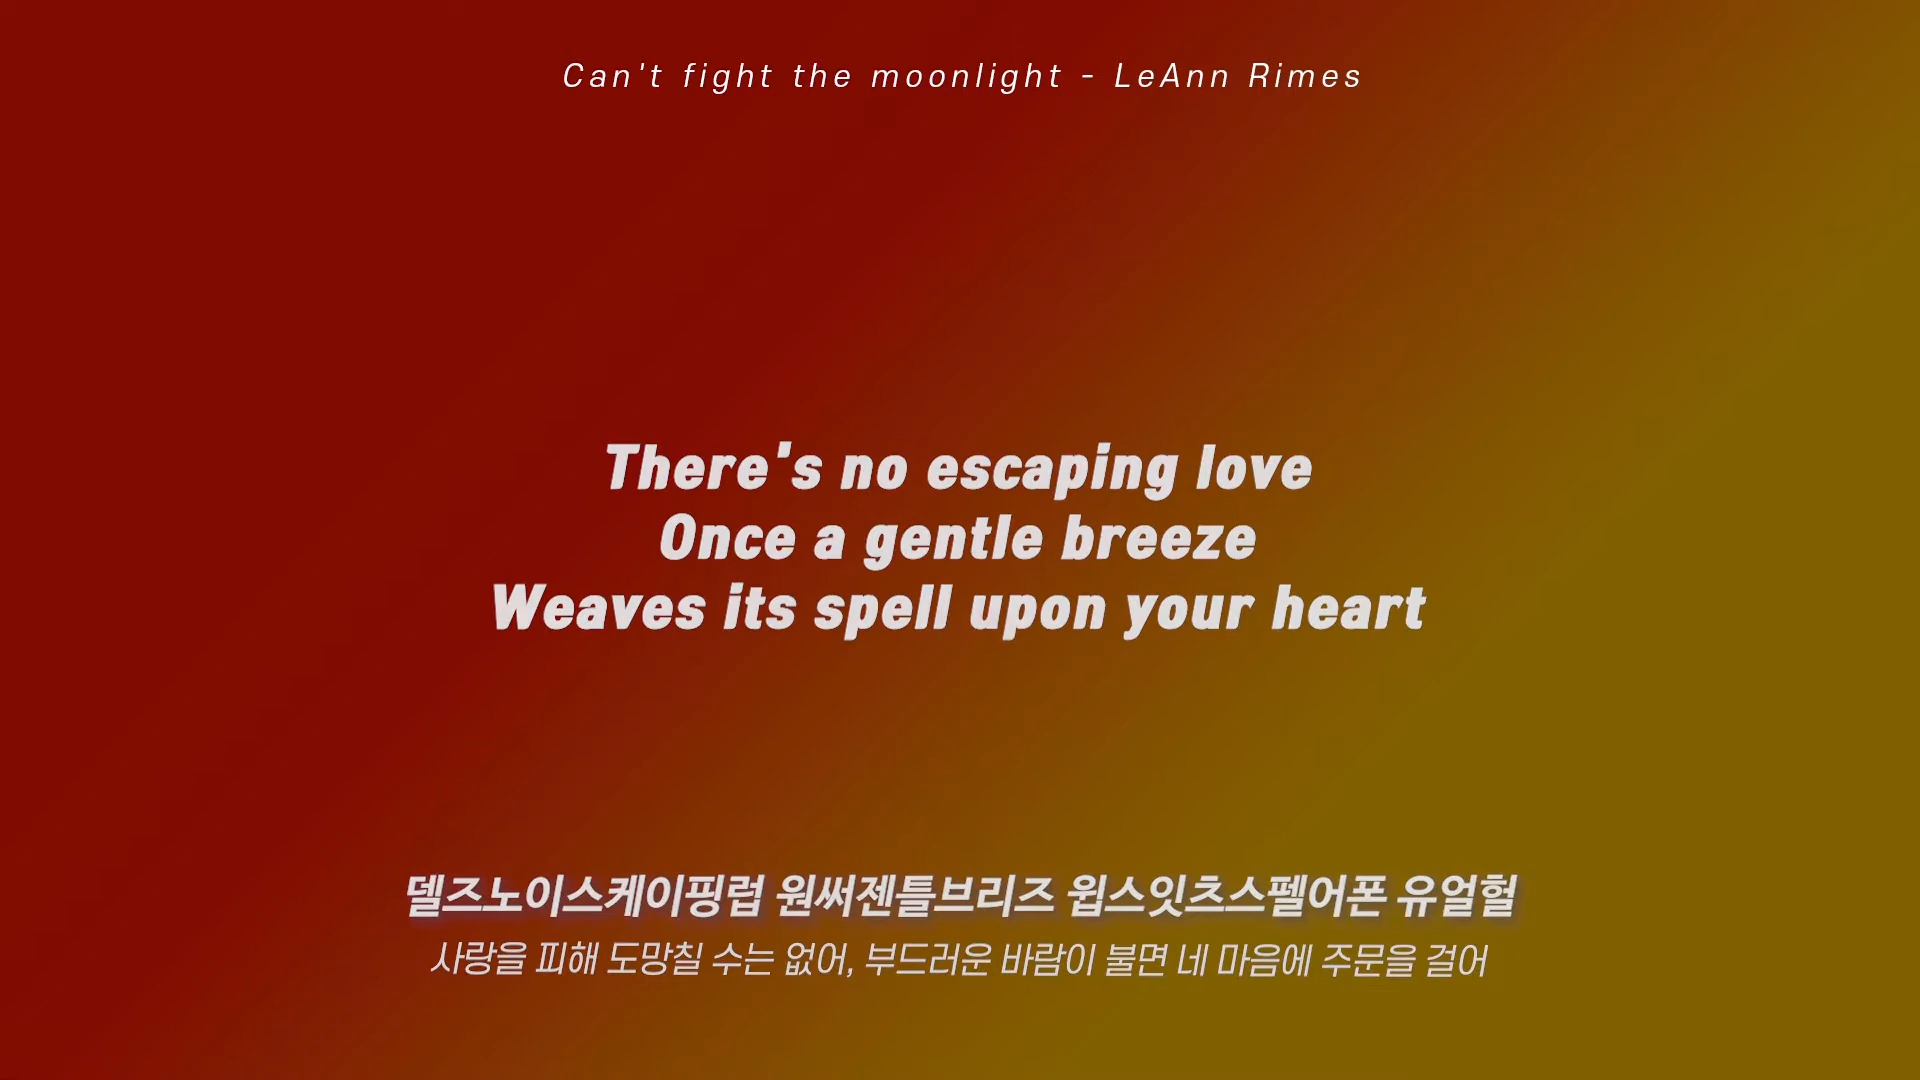 Can't fight the moonlight - LeAnn Rimes
There's no escaping love
Once a gentle breeze
Weaves its spell upon your heart
델즈노이스케이핑럽 원써젠틀브리즈 윕스잇츠스펠어폰 유얼헐
사랑을 피해 도망칠 수는 없어, 부드러운 바람이 불면 네 마음에 주문을 걸어